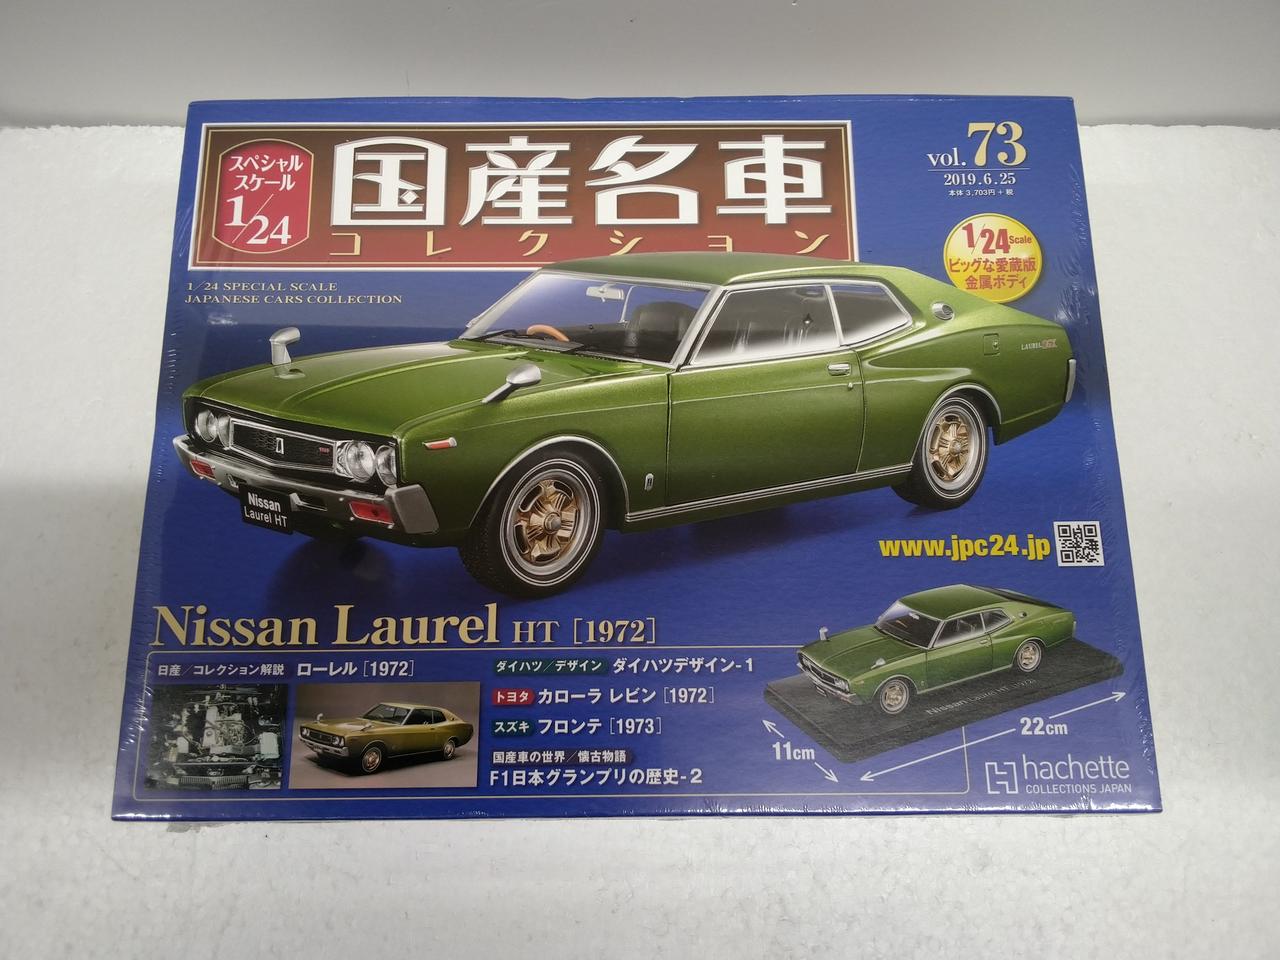 スペシャル
スケール
1/24
国産名車
コレクション
1/24 SPECIAL SCALE
JAPANESE CARS COLLECTION
vol.73
2019.6.25
本体 3,703円+税
1/24 Scale
ビッグな愛蔵版
金属ボディ
LAUREL SGX
Nissan
Laurel HT
www.jpc24.jp
Nissan Laurel HT [1972]
日産/コレクション解説 ローレル [1972]
ダイハツ/デザイン ダイハツデザイン-1
トヨタ カローラ レビン [1972]
スズキ フロンテ [1973]
国産車の世界/懐古物語
F1日本グランプリの歴史-2
Nissan Laurel HT [1972]
11cm
22cm
hachette
COLLECTIONS JAPAN